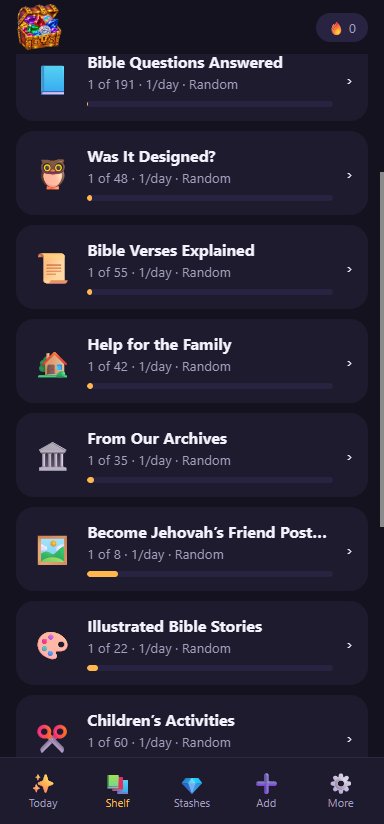 0
Bible Questions Answered
1 of 191 · 1/day · Random
›
Was It Designed?
1 of 48 · 1/day · Random
›
Bible Verses Explained
1 of 55 · 1/day · Random
›
Help for the Family
1 of 42 · 1/day · Random
›
From Our Archives
1 of 35 · 1/day · Random
›
Become Jehovah’s Friend Post…
1 of 8 · 1/day · Random
›
Illustrated Bible Stories
1 of 22 · 1/day · Random
›
Children’s Activities
1 of 60 · 1/day · Random
›
Today Shelf Stashes Add More